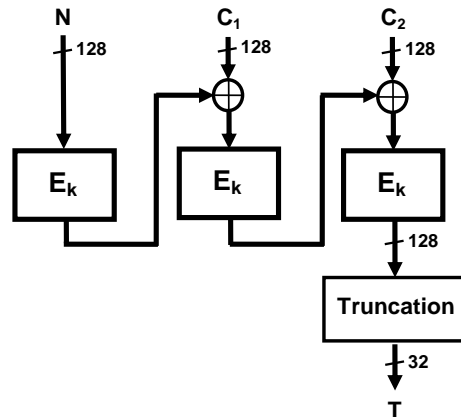 N C₁ C₂
128 128 128
Eₖ Eₖ Eₖ
128
Truncation
32
T